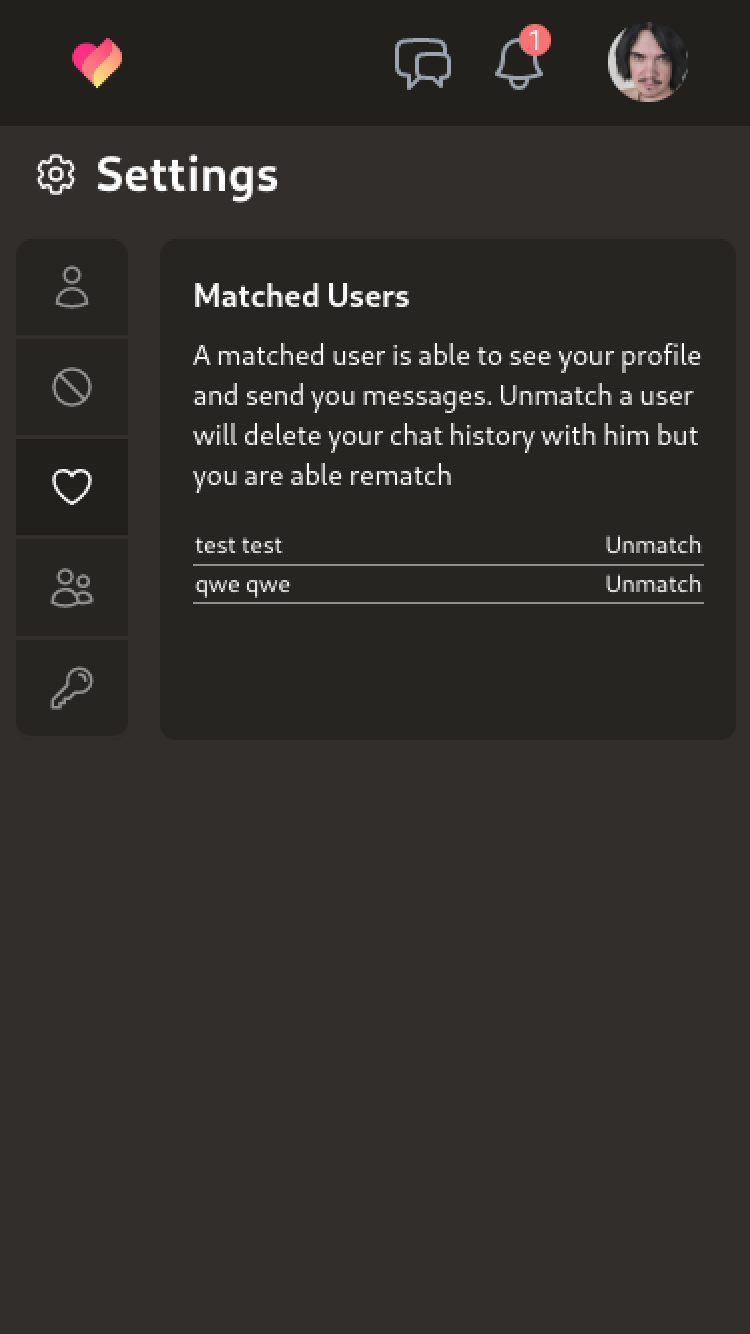 1
Settings
Matched Users
A matched user is able to see your profile
and send you messages. Unmatch a user
will delete your chat history with him but
you are able rematch
test test Unmatch
qwe qwe Unmatch